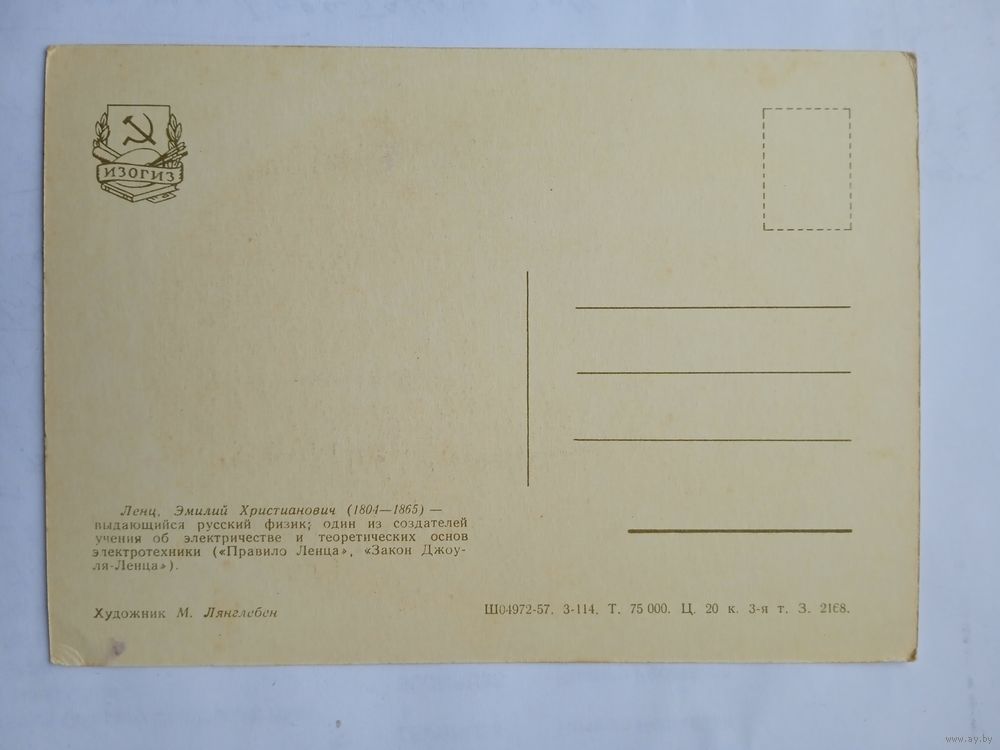 ИЗОГИЗ
Ленц, Эмилий Христианович (1804—1865) —
выдающийся русский физик; один из создателей
учения об электричестве и теоретических основ
электротехники («Правило Ленца», «Закон Джоу-
ля-Ленца»).
Художник М. Лянглебен
Ш04972-57. 3-114. Т. 75 000. Ц. 20 к. 3-я т. З. 2168.
www.ay.by